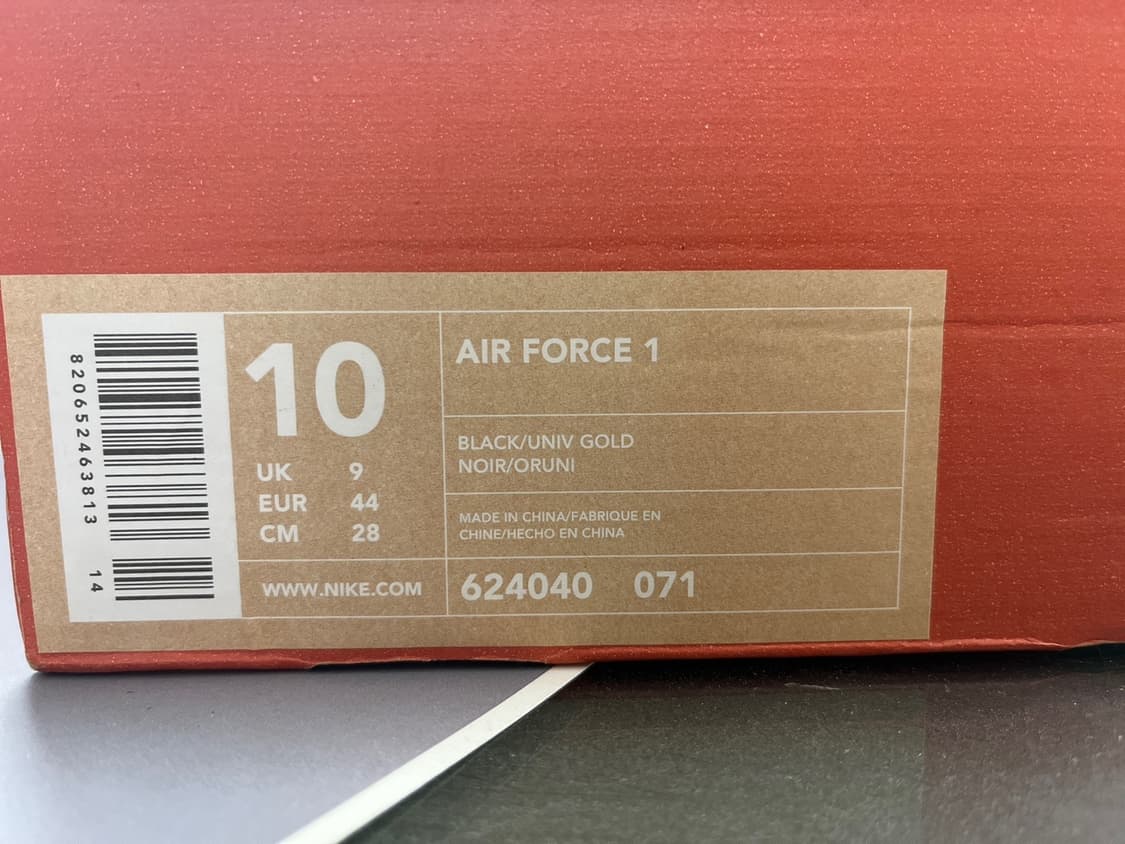 820652463813
14
10
UK 9
EUR 44
CM 28
WWW.NIKE.COM
AIR FORCE 1
BLACK/UNIV GOLD
NOIR/ORUNI
MADE IN CHINA/FABRIQUE EN
CHINE/HECHO EN CHINA
624040 071